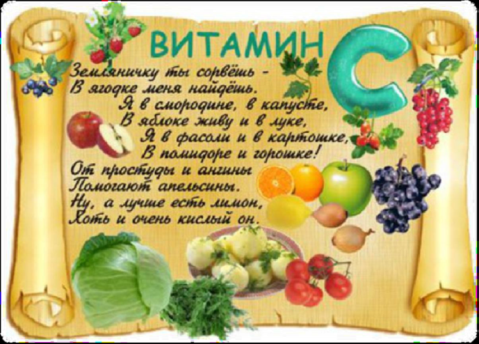 ВИТАМИН C
Земляничку ты сорвёшь -
В ягодке меня найдёшь.
Я в смородине, в капусте,
В яблоке живу и в луке,
Я в фасоли и в картошке,
В помидоре и горошке!
От простуды и ангины
Помогают апельсины.
Ну, а лучше есть лимон,
Хоть и очень кислый он.